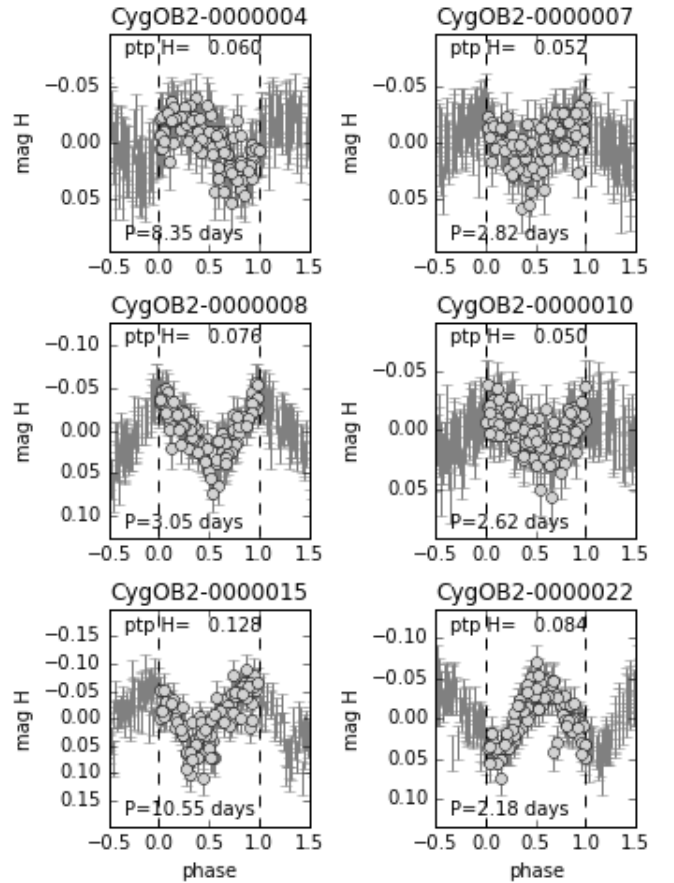 CygOB2-0000004
ptp H= 0.060
−0.05
0.00
0.05
mag H
P=8.35 days
−0.5 0.0 0.5 1.0 1.5
CygOB2-0000007
ptp H= 0.052
−0.05
0.00
0.05
mag H
P=2.82 days
−0.5 0.0 0.5 1.0 1.5
CygOB2-0000008
ptp H= 0.076
−0.10
−0.05
0.00
0.05
0.10
mag H
P=3.05 days
−0.5 0.0 0.5 1.0 1.5
CygOB2-0000010
ptp H= 0.050
−0.05
0.00
0.05
mag H
P=2.62 days
−0.5 0.0 0.5 1.0 1.5
CygOB2-0000015
ptp H= 0.128
−0.15
−0.10
−0.05
0.00
0.05
0.10
0.15
mag H
P=10.55 days
−0.5 0.0 0.5 1.0 1.5
phase
CygOB2-0000022
ptp H= 0.084
−0.10
−0.05
0.00
0.05
0.10
mag H
P=2.18 days
−0.5 0.0 0.5 1.0 1.5
phase